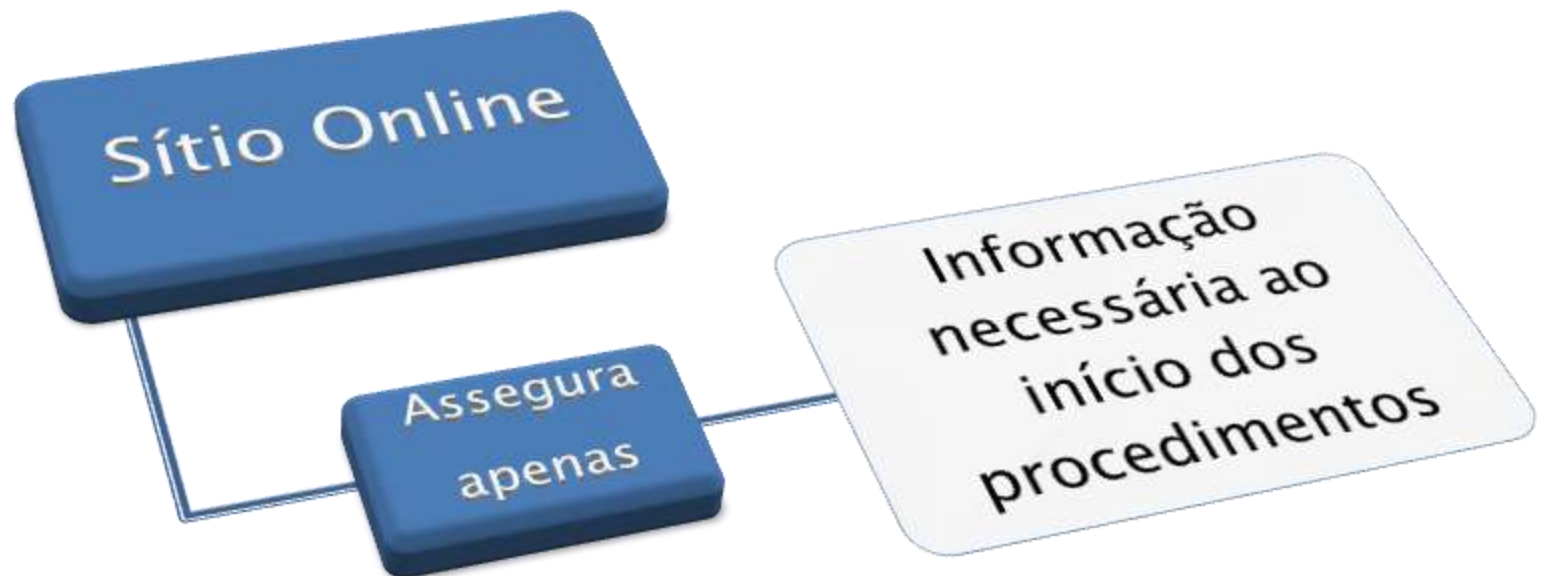 Sítio Online
Assegura
apenas
Informação
necessária ao
início dos
procedimentos